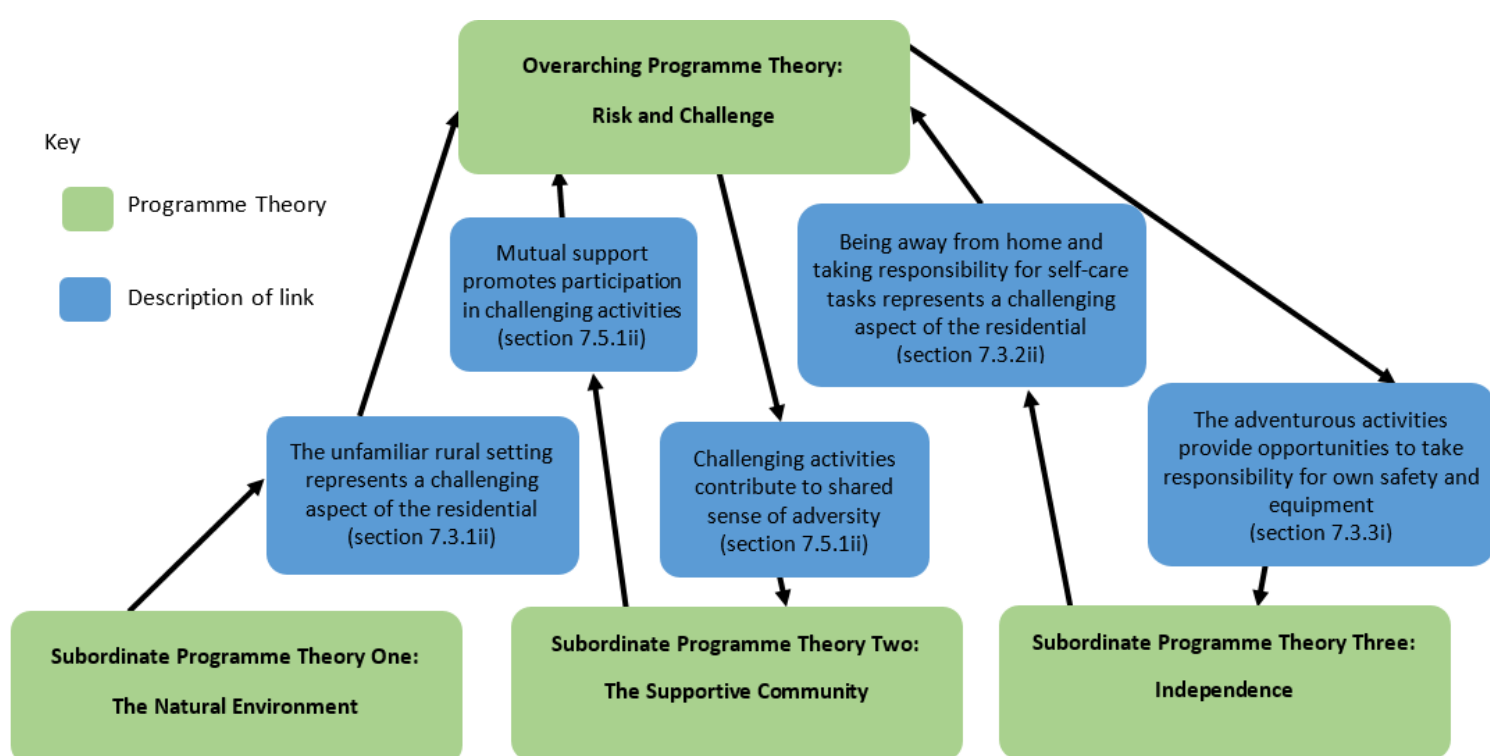 Overarching Programme Theory:
Risk and Challenge
Key
Programme Theory
Description of link
Mutual support
promotes participation
in challenging activities
(section 7.5.1ii)
Being away from home and
taking responsibility for self-care
tasks represents a challenging
aspect of the residential
(section 7.3.2ii)
The unfamiliar rural setting
represents a challenging
aspect of the residential
(section 7.3.1ii)
Challenging activities
contribute to shared
sense of adversity
(section 7.5.1ii)
The adventurous activities
provide opportunities to take
responsibility for own safety and
equipment
(section 7.3.3i)
Subordinate Programme Theory One:
The Natural Environment
Subordinate Programme Theory Two:
The Supportive Community
Subordinate Programme Theory Three:
Independence